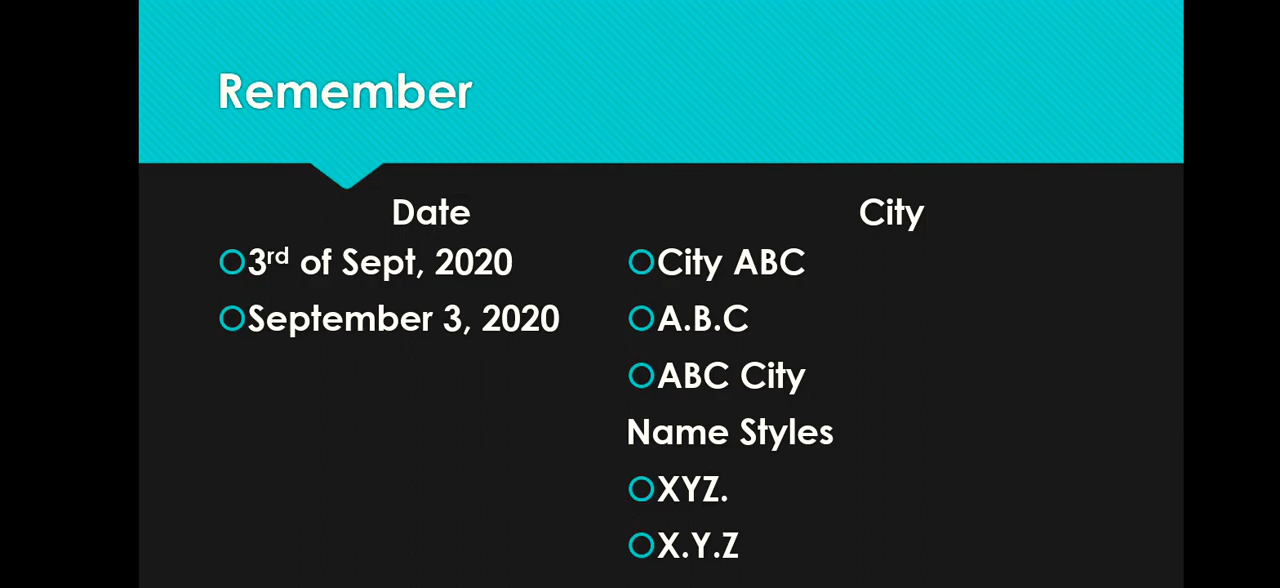 Remember
Date
3rd of Sept, 2020
September 3, 2020
City
City ABC
A.B.C
ABC City
Name Styles
XYZ.
X.Y.Z